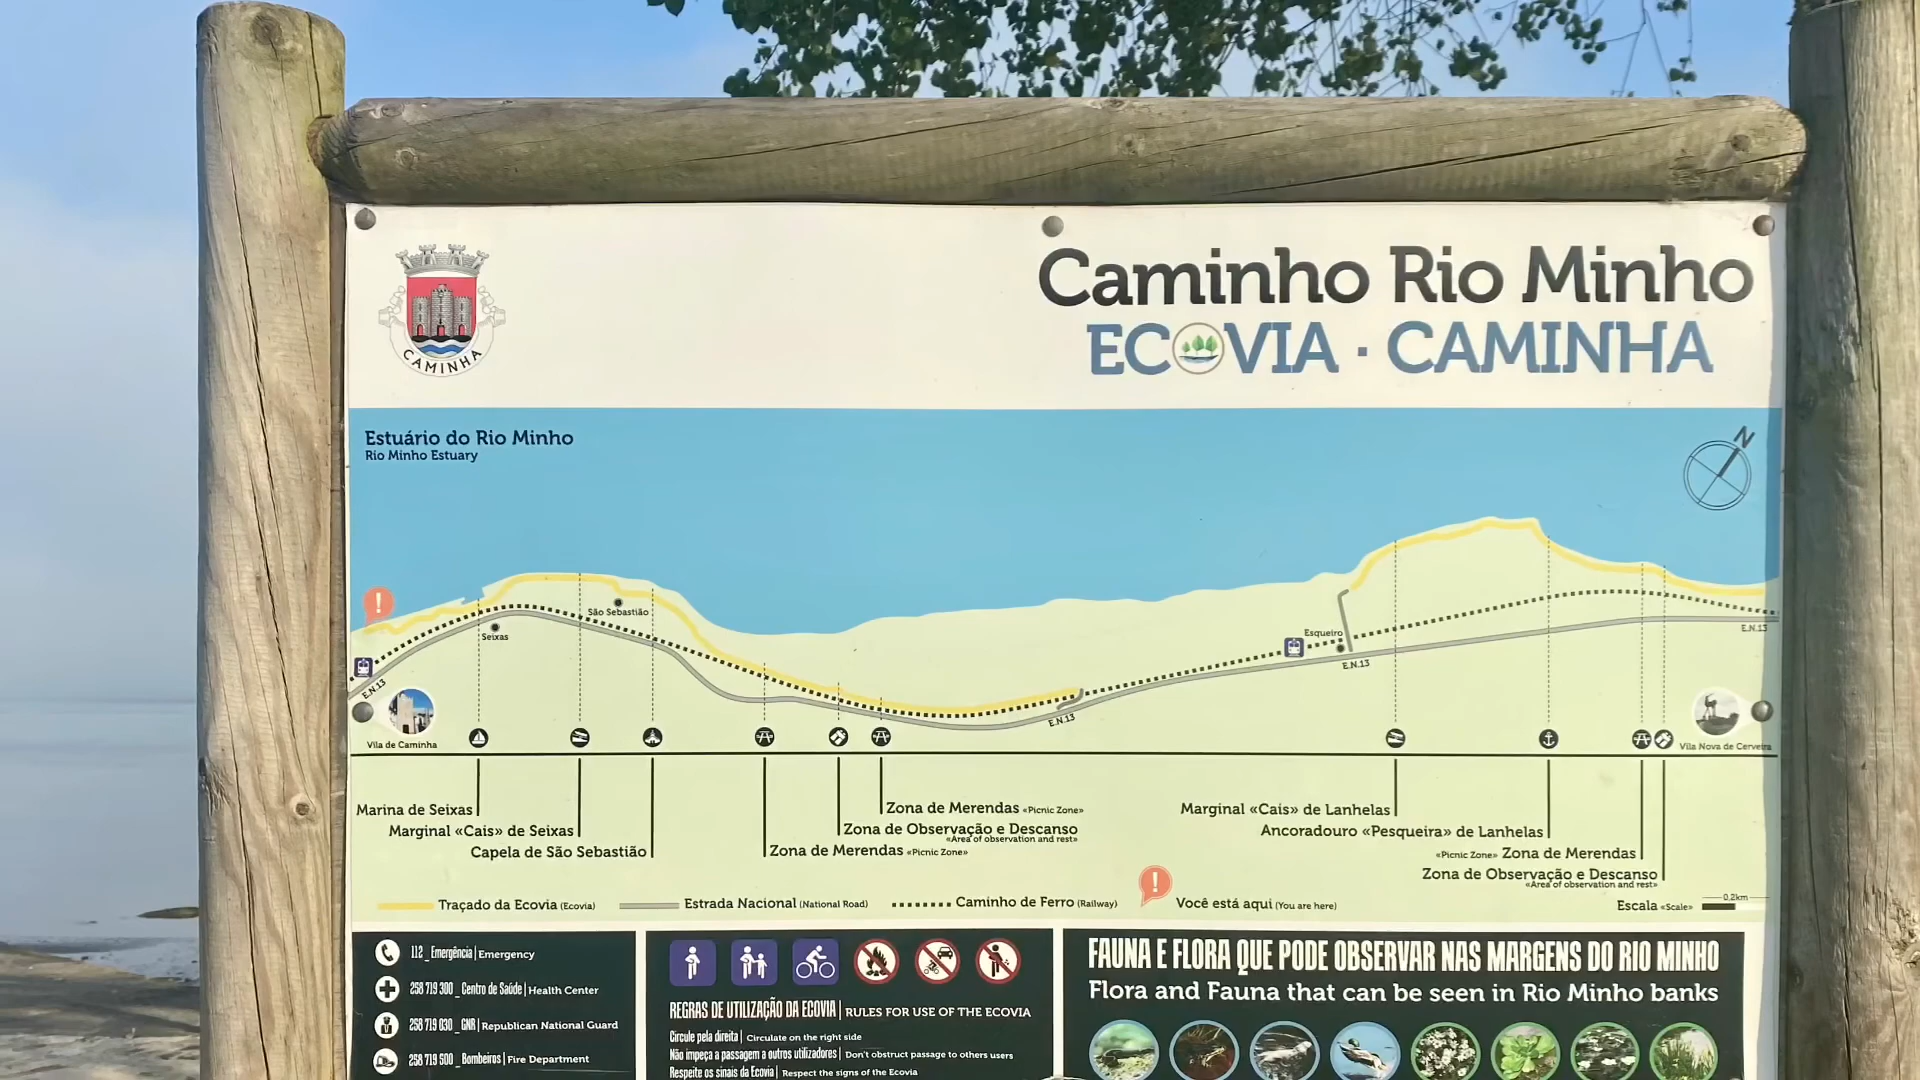 CAMINHA
Caminho Rio Minho
ECOVIA · CAMINHA
Estuário do Rio Minho
Rio Minho Estuary
N
!
São Sebastião
Seixas
Esqueiro
E.N.13
E.N.13
E.N.13
E.N.13
Vila de Caminha
Vila Nova de Cerveira
Marina de Seixas
Marginal «Cais» de Seixas
Capela de São Sebastião
Zona de Merendas «Picnic Zone»
Zona de Observação e Descanso
«Area of observation and rest»
Zona de Merendas «Picnic Zone»
Marginal «Cais» de Lanhelas
Ancoradouro «Pesqueira» de Lanhelas
«Picnic Zone» Zona de Merendas
Zona de Observação e Descanso
«Area of observation and rest»
Traçado da Ecovia (Ecovia)
Estrada Nacional (National Road)
Caminho de Ferro (Railway)
!
Você está aqui (You are here)
Escala «Scale»
0,2km
112 _ Emergência | Emergency
258 719 300 _ Centro de Saúde | Health Center
258 719 030 _ GNR | Republican National Guard
258 719 500 _ Bombeiros | Fire Department
REGRAS DE UTILIZAÇÃO DA ECOVIA | RULES FOR USE OF THE ECOVIA
Circule pela direita | Circulate on the right side
Não impeça a passagem a outros utilizadores | Don't obstruct passage to others users
Respeite os sinais da Ecovia | Respect the signs of the Ecovia
FAUNA E FLORA QUE PODE OBSERVAR NAS MARGENS DO RIO MINHO
Flora and Fauna that can be seen in Rio Minho banks